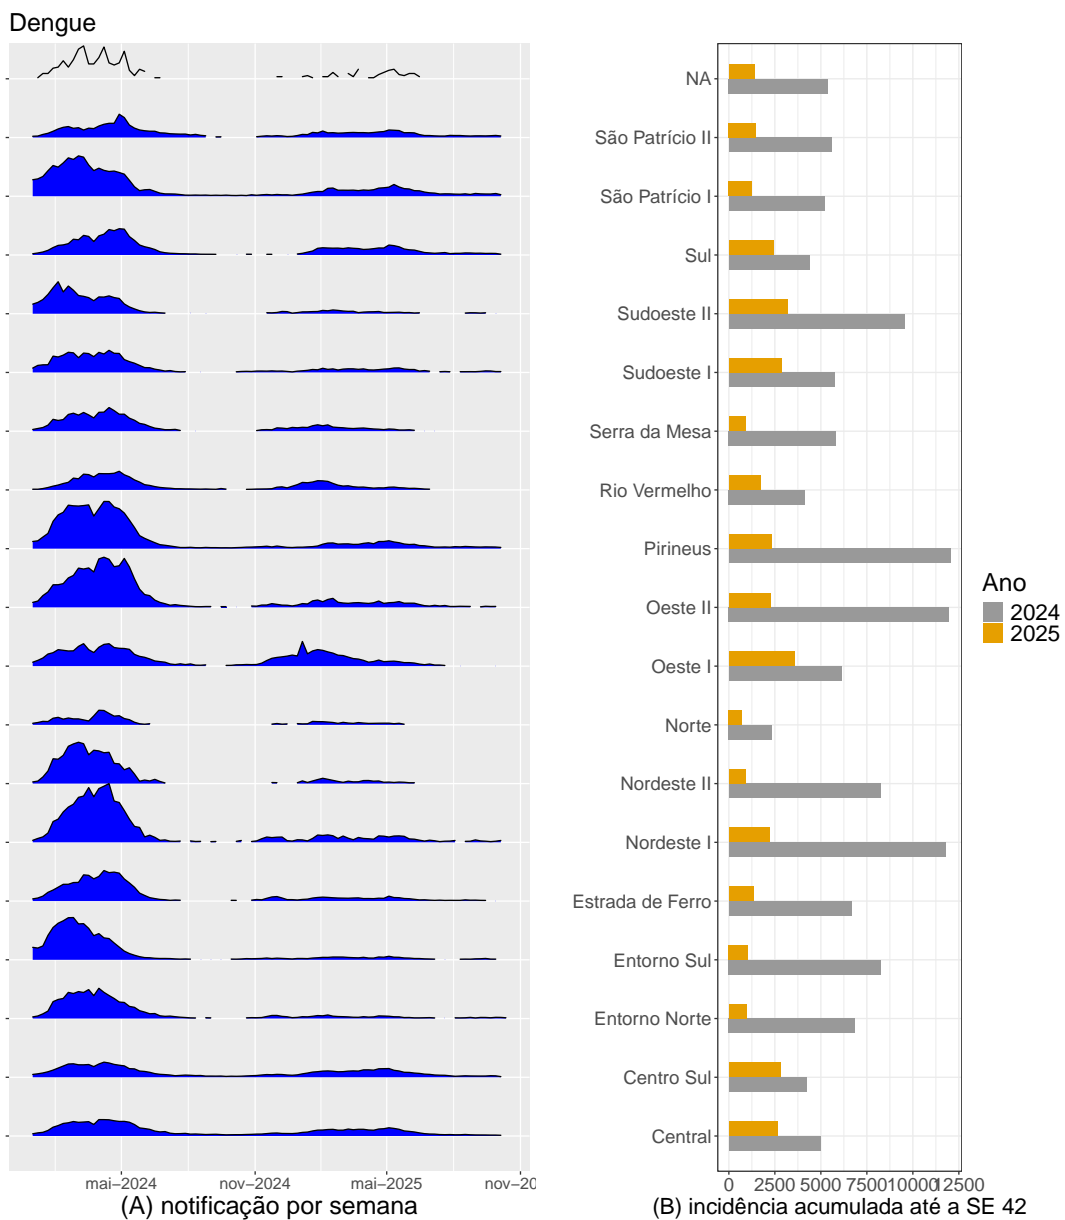 Dengue
NA
São Patrício II
São Patrício I
Sul
Sudoeste II
Sudoeste I
Serra da Mesa
Rio Vermelho
Pirineus
Oeste II
Oeste I
Norte
Nordeste II
Nordeste I
Estrada de Ferro
Entorno Sul
Entorno Norte
Centro Sul
Central
Ano
2024
2025
mai–2024 nov–2024 mai–2025 nov–20
0 2500 5000 7500 10000 12500
(A) notificação por semana
(B) incidência acumulada até a SE 42